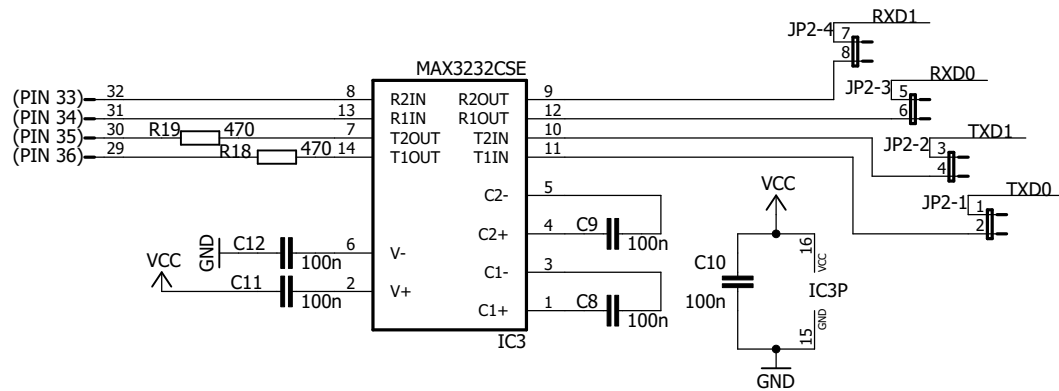 RXD1
JP2-4 7
8
MAX3232CSE
JP2-3 RXD0
5
6
(PIN 33) 32 8 R2IN R2OUT 9
(PIN 34) 31 13 R1IN R1OUT 12
(PIN 35) 30 R19 470 7 T2OUT T2IN 10
(PIN 36) 29 R18 470 14 T1OUT T1IN 11
JP2-2 TXD1
3
4
JP2-1 TXD0
1
2
C2- 5
C2+ 4 C9 100n
GND C12 100n 6 V-
C1- 3
VCC C11 100n 2 V+
C1+ 1 C8 100n
IC3
VCC
C10
100n
16 VCC
IC3P
15 GND
GND